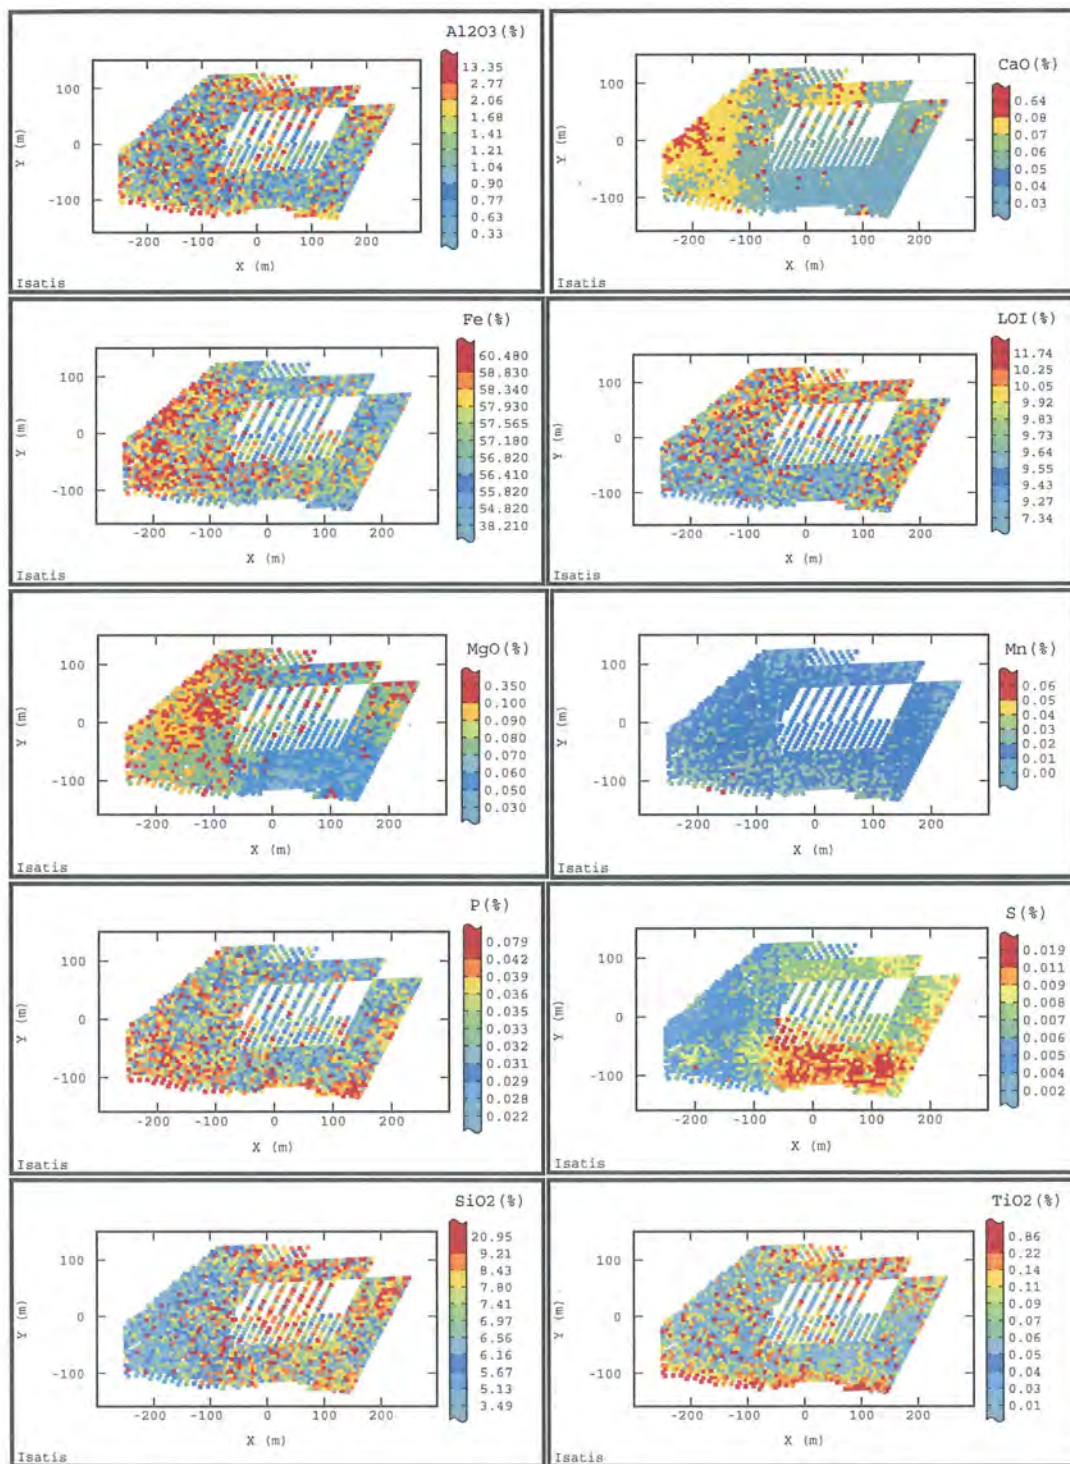 Al2O3(%)
13.35
2.77
2.06
1.68
1.41
1.21
1.04
0.90
0.77
0.63
0.33
100
0
-100
Y (m)
-200 -100 0 100 200
X (m)
Isatis
CaO(%)
0.64
0.08
0.07
0.06
0.05
0.04
0.03
100
0
-100
Y (m)
-200 -100 0 100 200
X (m)
Isatis
Fe(%)
60.480
58.830
58.340
57.930
57.565
57.180
56.820
56.410
55.820
54.820
38.210
100
0
-100
Y (m)
-200 -100 0 100 200
X (m)
Isatis
LOI(%)
11.74
10.25
10.05
9.92
9.83
9.73
9.64
9.55
9.43
9.27
7.34
100
0
-100
Y (m)
-200 -100 0 100 200
X (m)
Isatis
MgO(%)
0.350
0.100
0.090
0.080
0.070
0.060
0.050
0.030
100
0
-100
Y (m)
-200 -100 0 100 200
X (m)
Isatis
Mn(%)
0.06
0.05
0.04
0.03
0.02
0.01
0.00
100
0
-100
Y (m)
-200 -100 0 100 200
X (m)
Isatis
P(%)
0.079
0.042
0.039
0.036
0.035
0.033
0.032
0.031
0.029
0.028
0.022
100
0
-100
Y (m)
-200 -100 0 100 200
X (m)
Isatis
S(%)
0.019
0.011
0.009
0.008
0.007
0.006
0.005
0.004
0.002
100
0
-100
Y (m)
-200 -100 0 100 200
X (m)
Isatis
SiO2(%)
20.95
9.21
8.43
7.80
7.41
6.97
6.56
6.16
5.67
5.13
3.49
100
0
-100
Y (m)
-200 -100 0 100 200
X (m)
Isatis
TiO2(%)
0.86
0.22
0.14
0.11
0.09
0.07
0.06
0.05
0.04
0.03
0.01
100
0
-100
Y (m)
-200 -100 0 100 200
X (m)
Isatis